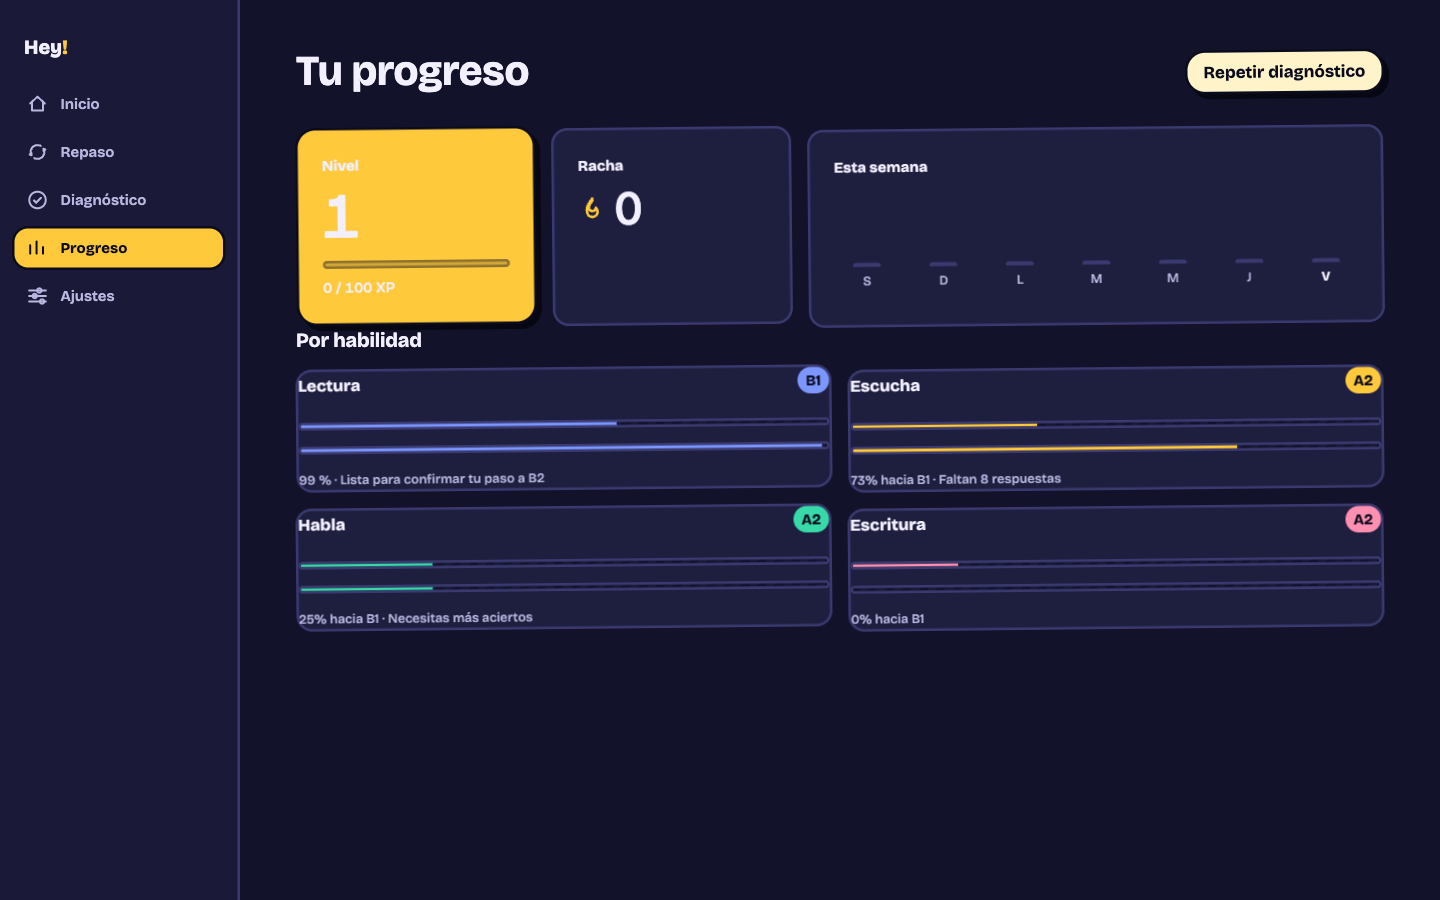 Hey!
Inicio
Repaso
Diagnóstico
Progreso
Ajustes
Tu progreso
Repetir diagnóstico
Nivel
1
0 / 100 XP
Racha
0
Esta semana
S D L M M J V
Por habilidad
Lectura B1
99 % · Lista para confirmar tu paso a B2
Escucha A2
73% hacia B1 · Faltan 8 respuestas
Habla A2
25% hacia B1 · Necesitas más aciertos
Escritura A2
0% hacia B1